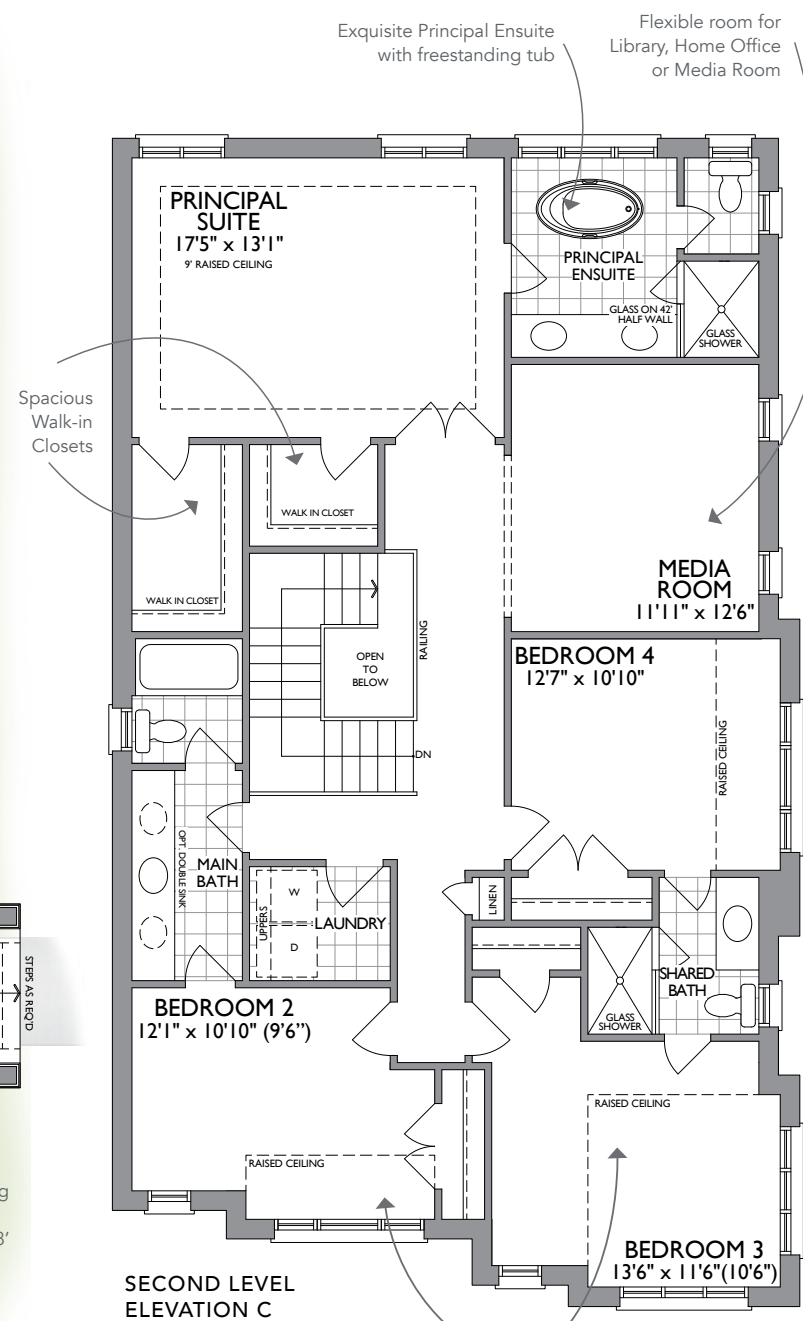 Exquisite Principal Ensuite
with freestanding tub
Flexible room for
Library, Home Office
or Media Room
PRINCIPAL
SUITE
17'5" x 13'1"
9' RAISED CEILING
PRINCIPAL
ENSUITE
GLASS ON 42'
HALF WALL
GLASS
SHOWER
Spacious
Walk-in
Closets
WALK IN CLOSET
WALK IN CLOSET
MEDIA
ROOM
11'11" x 12'6"
OPEN
TO
BELOW
RAILING
DN
BEDROOM 4
12'7" x 10'10"
RAISED CEILING
OPT. DOUBLE SINK
MAIN
BATH
UPPERS
W
D
LAUNDRY
LINEN
SHARED
BATH
GLASS
SHOWER
STEPS AS REQ'D
BEDROOM 2
12'1" x 10'10" (9'6")
RAISED CEILING
RAISED CEILING
BEDROOM 3
13'6" x 11'6"(10'6")
SECOND LEVEL
ELEVATION C